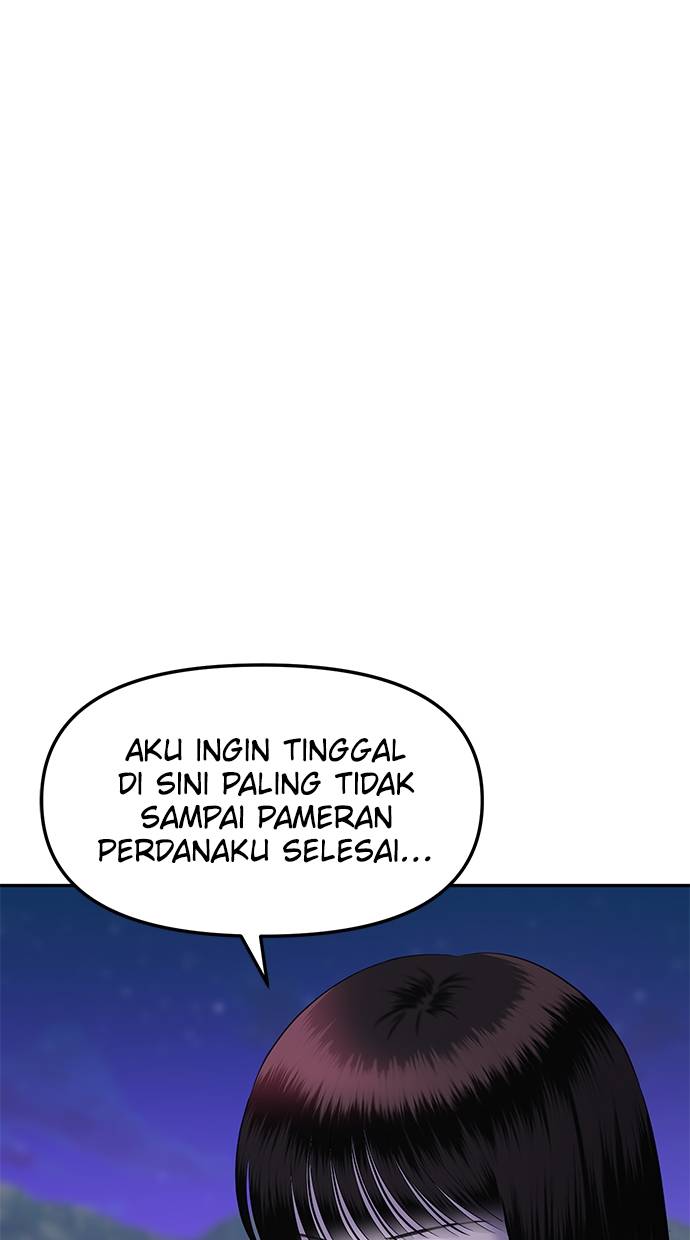 AKU INGIN TINGGAL
DI SINI PALING TIDAK
SAMPAI PAMERAN
PERDANAKU SELESAI...